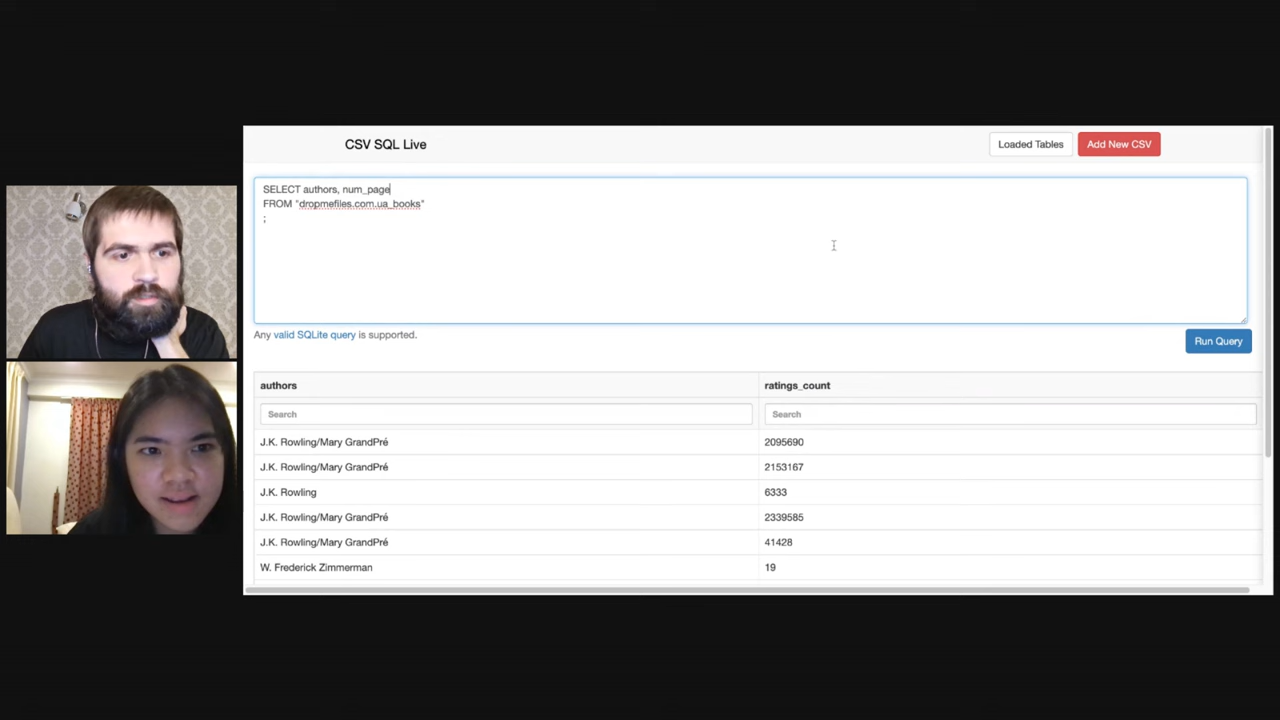 CSV SQL Live
Loaded Tables
Add New CSV
SELECT authors, num_page
FROM "dropmefiles.com.ua_books"
;
Any valid SQLite query is supported.
Run Query
authors ratings_count
Search Search
J.K. Rowling/Mary GrandPré 2095690
J.K. Rowling/Mary GrandPré 2153167
J.K. Rowling 6333
J.K. Rowling/Mary GrandPré 2339585
J.K. Rowling/Mary GrandPré 41428
W. Frederick Zimmerman 19